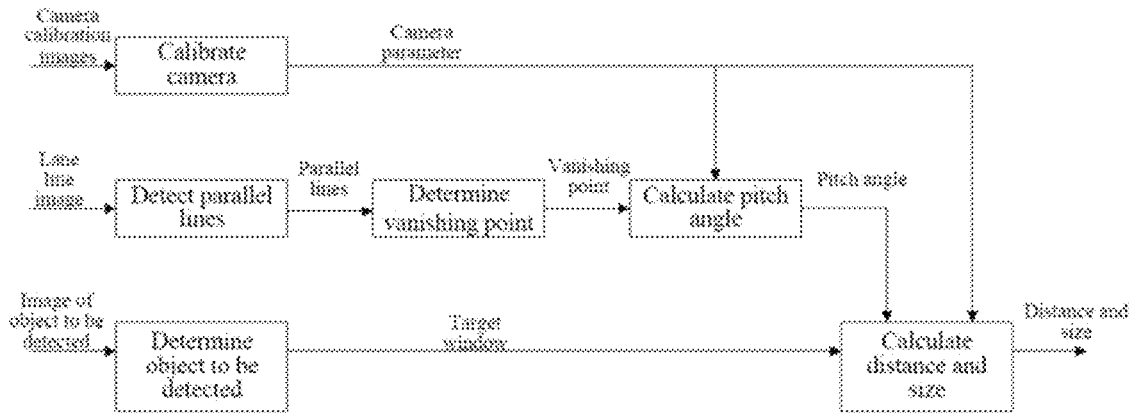 Camera
calibration
images
Calibrate
camera
Camera
parameter
Lane
line
image
Detect parallel
lines
Parallel
lines
Determine
vanishing point
Vanishing
point
Calculate pitch
angle
Pitch angle
Image of
object to be
detected
Determine
object to be
detected
Target
window
Calculate
distance and
size
Distance and
size